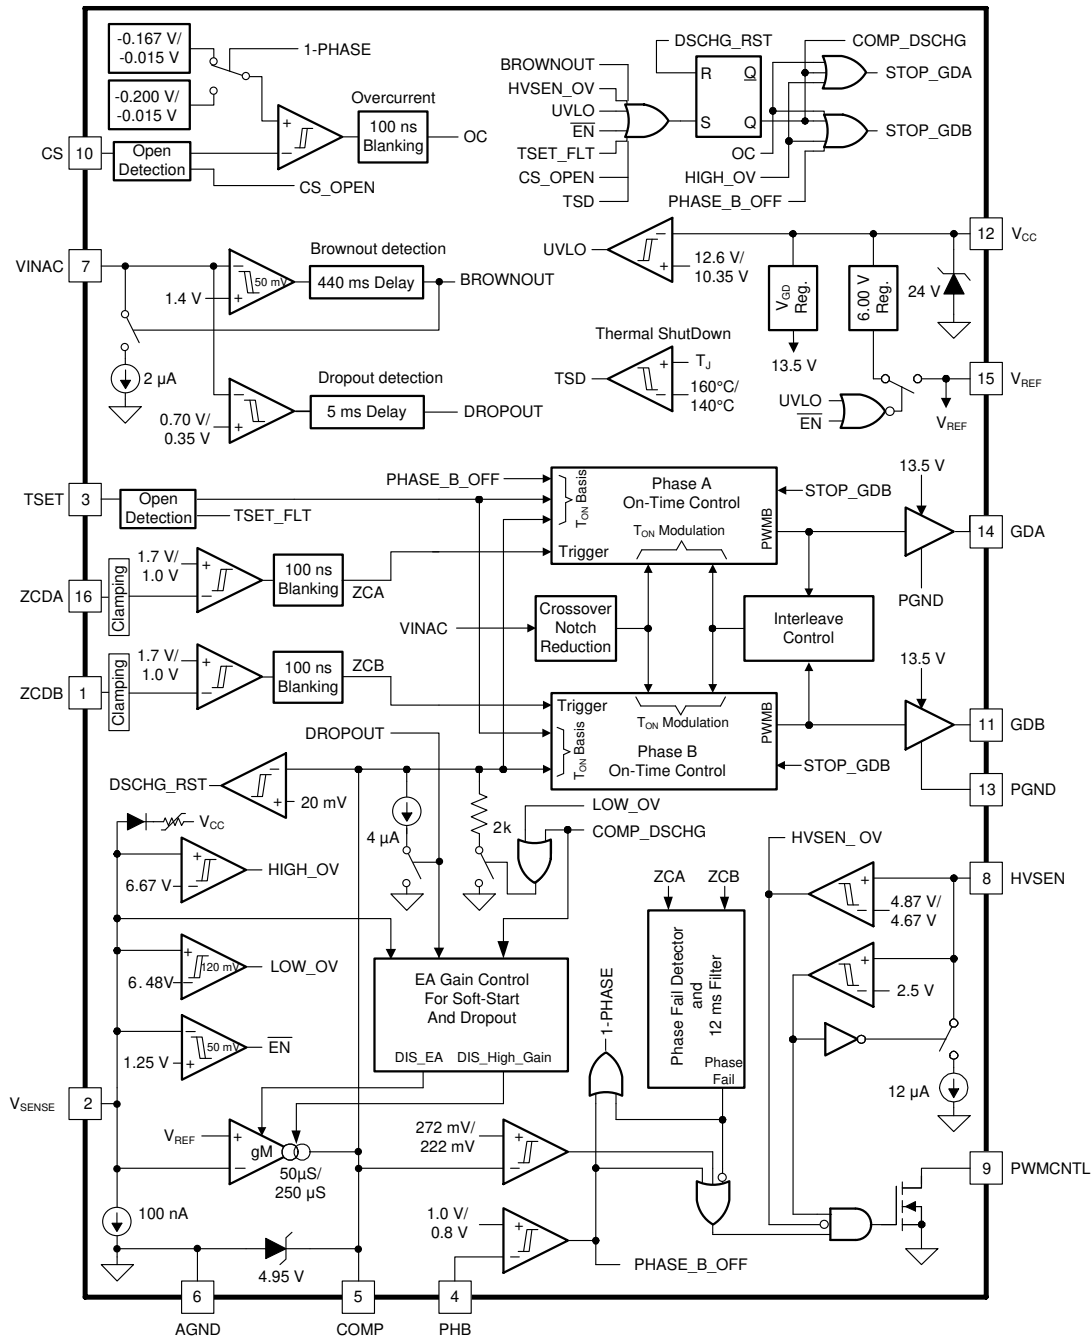 -0.167 V/
-0.015 V
1-PHASE
-0.200 V/
-0.015 V
Overcurrent
100 ns
Blanking
OC
CS
10
Open
Detection
CS_OPEN
DSCHG_RST
COMP_DSCHG
BROWNOUT
HVSEN_OV
UVLO
EN
TSET_FLT
CS_OPEN
TSD
R
Q
S
Q
STOP_GDA
STOP_GDB
OC
HIGH_OV
PHASE_B_OFF
VINAC
7
Brownout detection
50 mV
440 ms Delay
BROWNOUT
1.4 V
2 µA
Dropout detection
5 ms Delay
DROPOUT
0.70 V/
0.35 V
UVLO
12.6 V/
10.35 V
12
VCC
VGD
Reg.
6.00 V
Reg.
24 V
13.5 V
Thermal ShutDown
TSD
TJ
160°C/
140°C
UVLO
EN
15
VREF
VREF
TSET
3
Open
Detection
TSET_FLT
PHASE_B_OFF
TON Basis
Phase A
On-Time Control
TON Modulation
Trigger
PWMB
STOP_GDB
13.5 V
14
GDA
PGND
ZCDA
16
Clamping
1.7 V/
1.0 V
100 ns
Blanking
ZCA
VINAC
Crossover
Notch
Reduction
Interleave
Control
ZCDB
1
Clamping
1.7 V/
1.0 V
100 ns
Blanking
ZCB
Trigger
TON Modulation
TON Basis
Phase B
On-Time Control
PWMB
STOP_GDB
13.5 V
11
GDB
13
PGND
DROPOUT
DSCHG_RST
20 mV
VCC
4 µA
2k
LOW_OV
COMP_DSCHG
HIGH_OV
6.67 V
120 mV
LOW_OV
6.48V
50 mV
EN
1.25 V
EA Gain Control
For Soft-Start
And Dropout
DIS_EA
DIS_High_Gain
ZCA
ZCB
Phase Fail Detector
and
12 ms Filter
Phase
Fail
1-PHASE
HVSEN_OV
8
HVSEN
4.87 V/
4.67 V
2.5 V
12 µA
VSENSE
2
VREF
gM
50µS/
250 µS
272 mV/
222 mV
1.0 V/
0.8 V
PHASE_B_OFF
9
PWMCNTL
100 nA
4.95 V
6
AGND
5
COMP
4
PHB